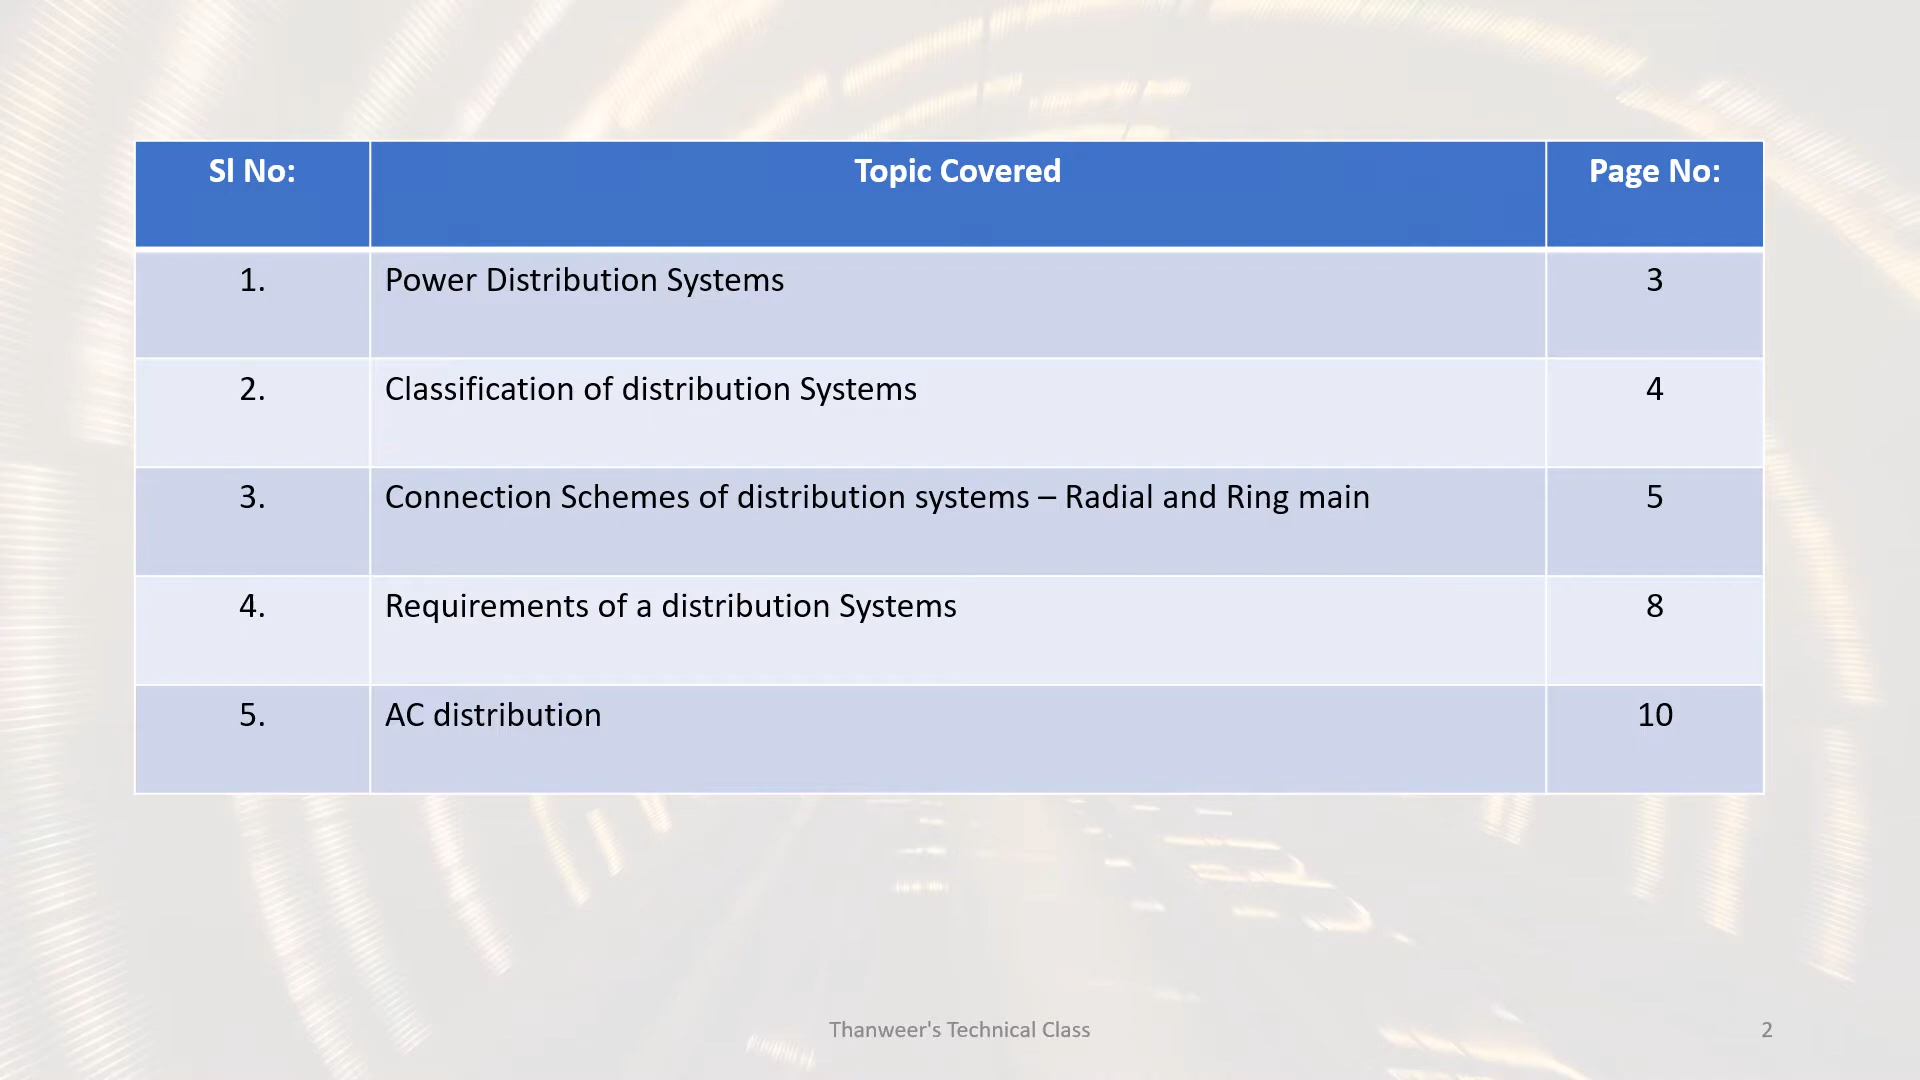 Sl No: Topic Covered Page No:
1. Power Distribution Systems 3
2. Classification of distribution Systems 4
3. Connection Schemes of distribution systems – Radial and Ring main 5
4. Requirements of a distribution Systems 8
5. AC distribution 10
Thanweer's Technical Class 2